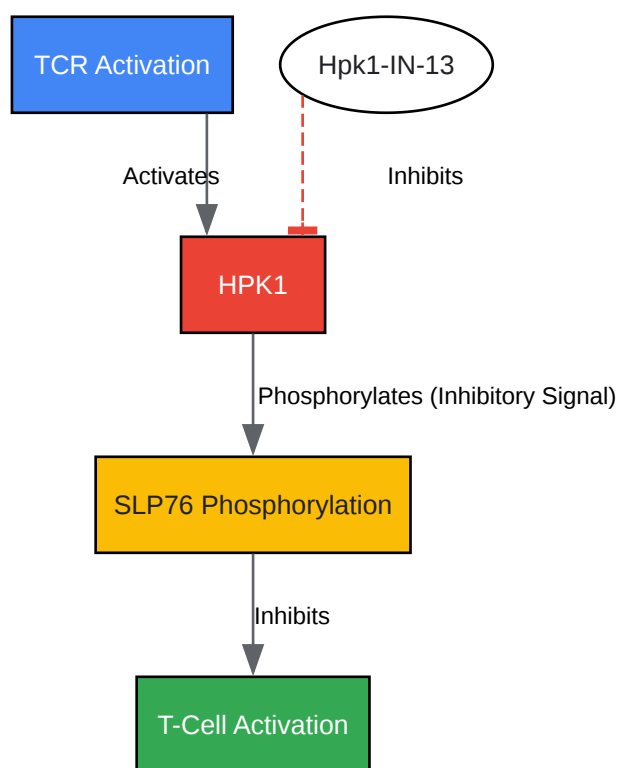 TCR Activation
Hpk1-IN-13
Activates
Inhibits
HPK1
Phosphorylates (Inhibitory Signal)
SLP76 Phosphorylation
Inhibits
T-Cell Activation